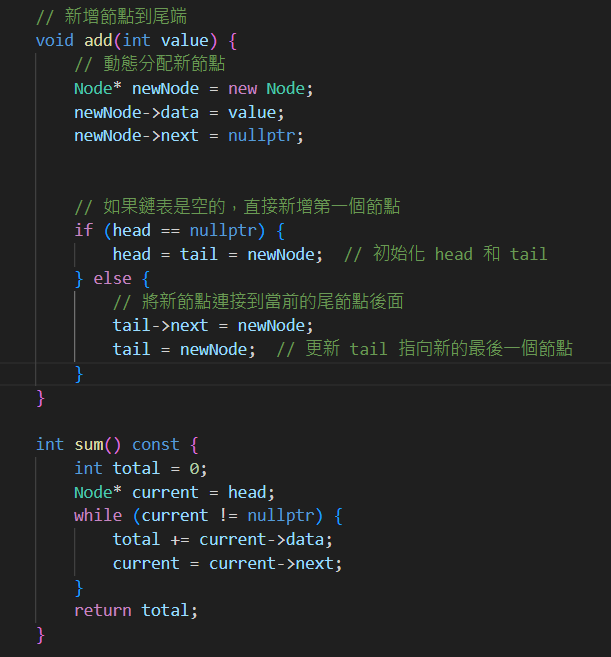 // 新增節點到尾端
void add(int value) {
    // 動態分配新節點
    Node* newNode = new Node;
    newNode->data = value;
    newNode->next = nullptr;


    // 如果鏈表是空的，直接新增第一個節點
    if (head == nullptr) {
        head = tail = newNode;  // 初始化 head 和 tail
    } else {
        // 將新節點連接到當前的尾節點後面
        tail->next = newNode;
        tail = newNode;  // 更新 tail 指向新的最後一個節點
    }
}

int sum() const {
    int total = 0;
    Node* current = head;
    while (current != nullptr) {
        total += current->data;
        current = current->next;
    }
    return total;
}